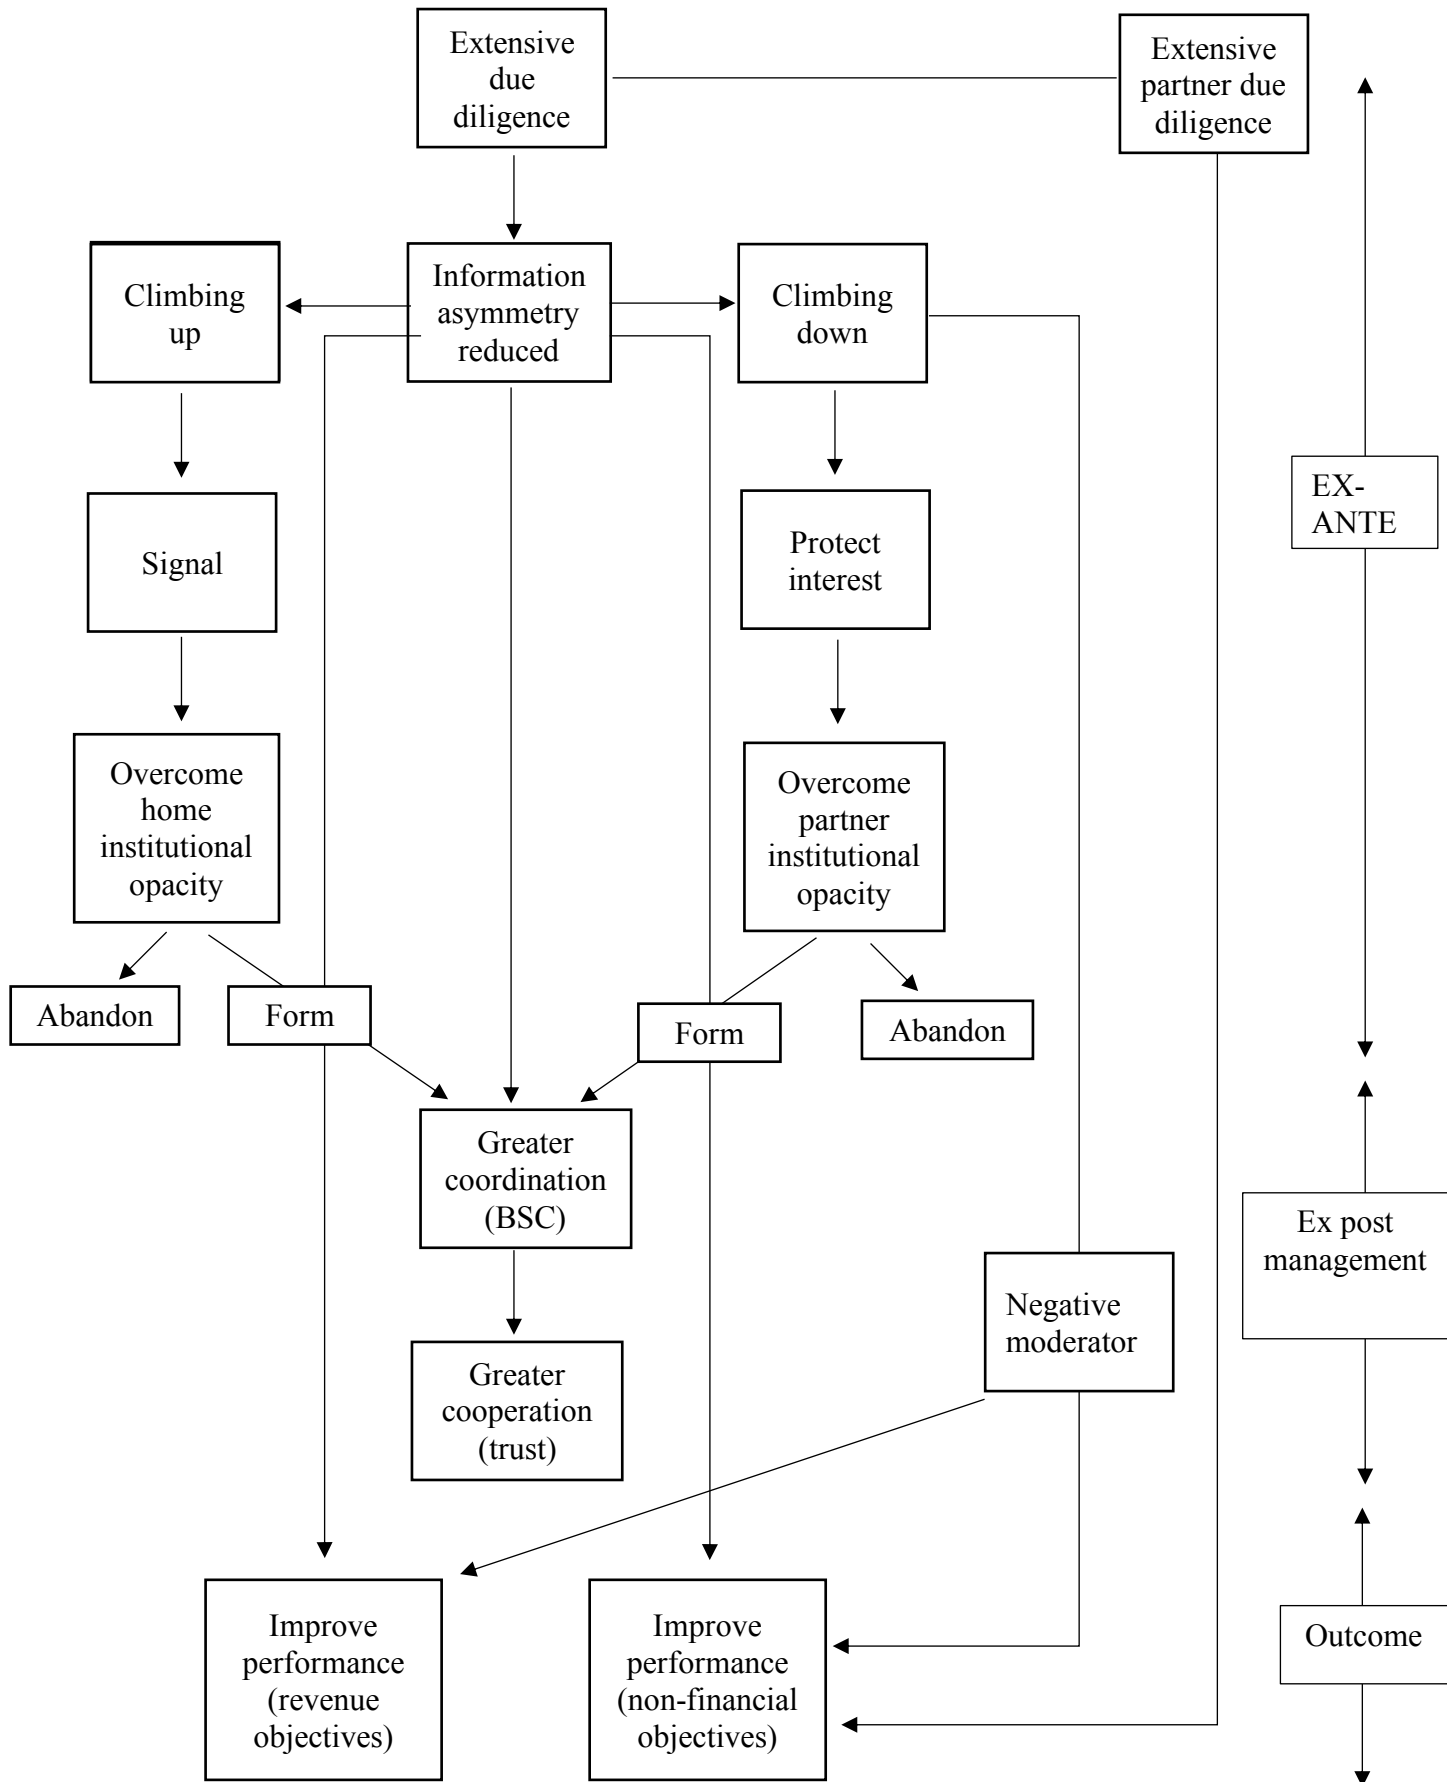 Extensive
due
diligence
Extensive
partner due
diligence
Climbing
up
Information
asymmetry
reduced
Climbing
down
EX-
ANTE
Signal
Protect
interest
Overcome
home
institutional
opacity
Overcome
partner
institutional
opacity
Abandon
Form
Form
Abandon
Greater
coordination
(BSC)
Ex post
management
Negative
moderator
Greater
cooperation
(trust)
Improve
performance
(revenue
objectives)
Improve
performance
(non-financial
objectives)
Outcome